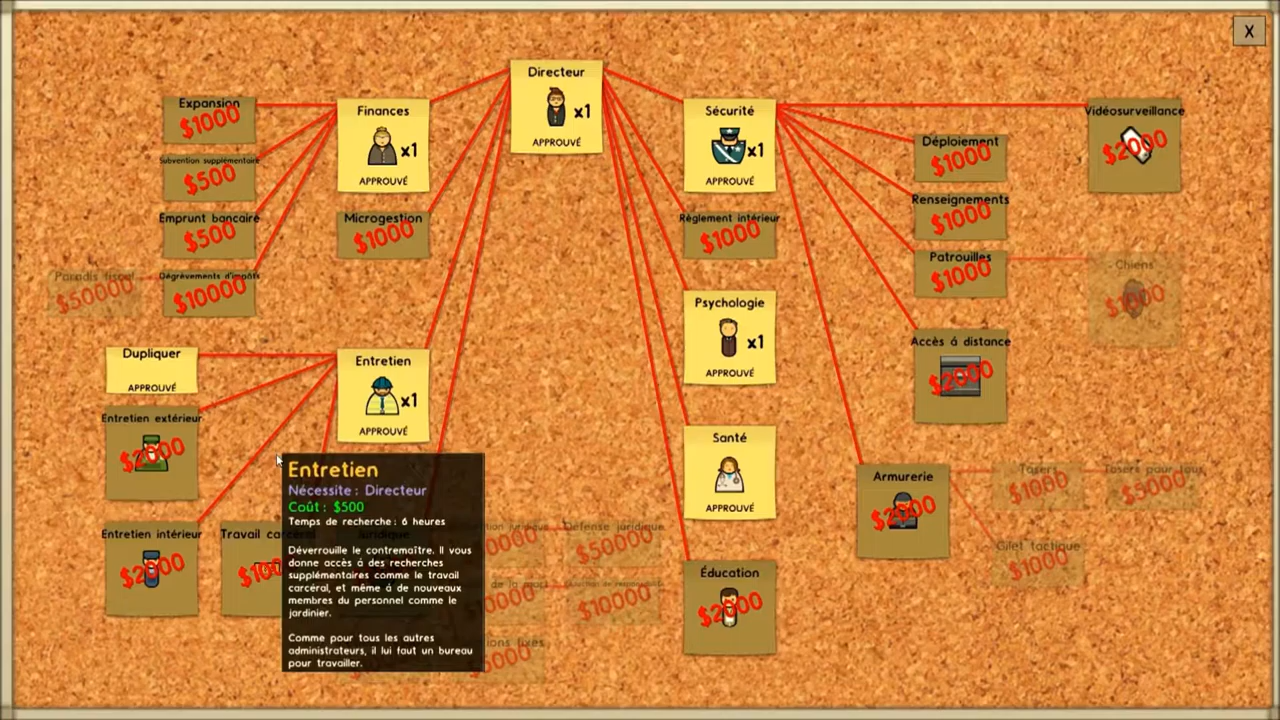 X
Directeur
x1
APPROUVÉ
Expansion
$1000
Subvention supplémentaire
$500
Emprunt bancaire
$500
Paradis fiscal
$50000
Dégrèvements d'impôts
$10000
Finances
x1
APPROUVÉ
Microgestion
$1000
Sécurité
x1
APPROUVÉ
Règlement intérieur
$1000
Déploiement
$1000
Renseignements
$1000
Patrouilles
$1000
Vidéosurveillance
$2000
Chiens
$1000
Accès á distance
$2000
Psychologie
x1
APPROUVÉ
Santé
APPROUVÉ
Éducation
$2000
Armurerie
$2000
Tasers
$1000
Tasers pour tous
$5000
Gilet tactique
$1000
Dupliquer
APPROUVÉ
Entretien
x1
APPROUVÉ
Entretien extérieur
$2000
Entretien intérieur
$2000
Travail carcéral
Entretien
Nécessite : Directeur
Coût : $500
Temps de recherche : 6 heures
Déverrouille le contremaître. Il vous
donne accès á des recherches
supplémentaires comme le travail
carcéral, et même á de nouveaux
membres du personnel comme le
jardinier.
Comme pour tous les autres
administrateurs, il lui faut un bureau
pour travailler.
juridique
Défense juridique
$50000
de la mort
$10000